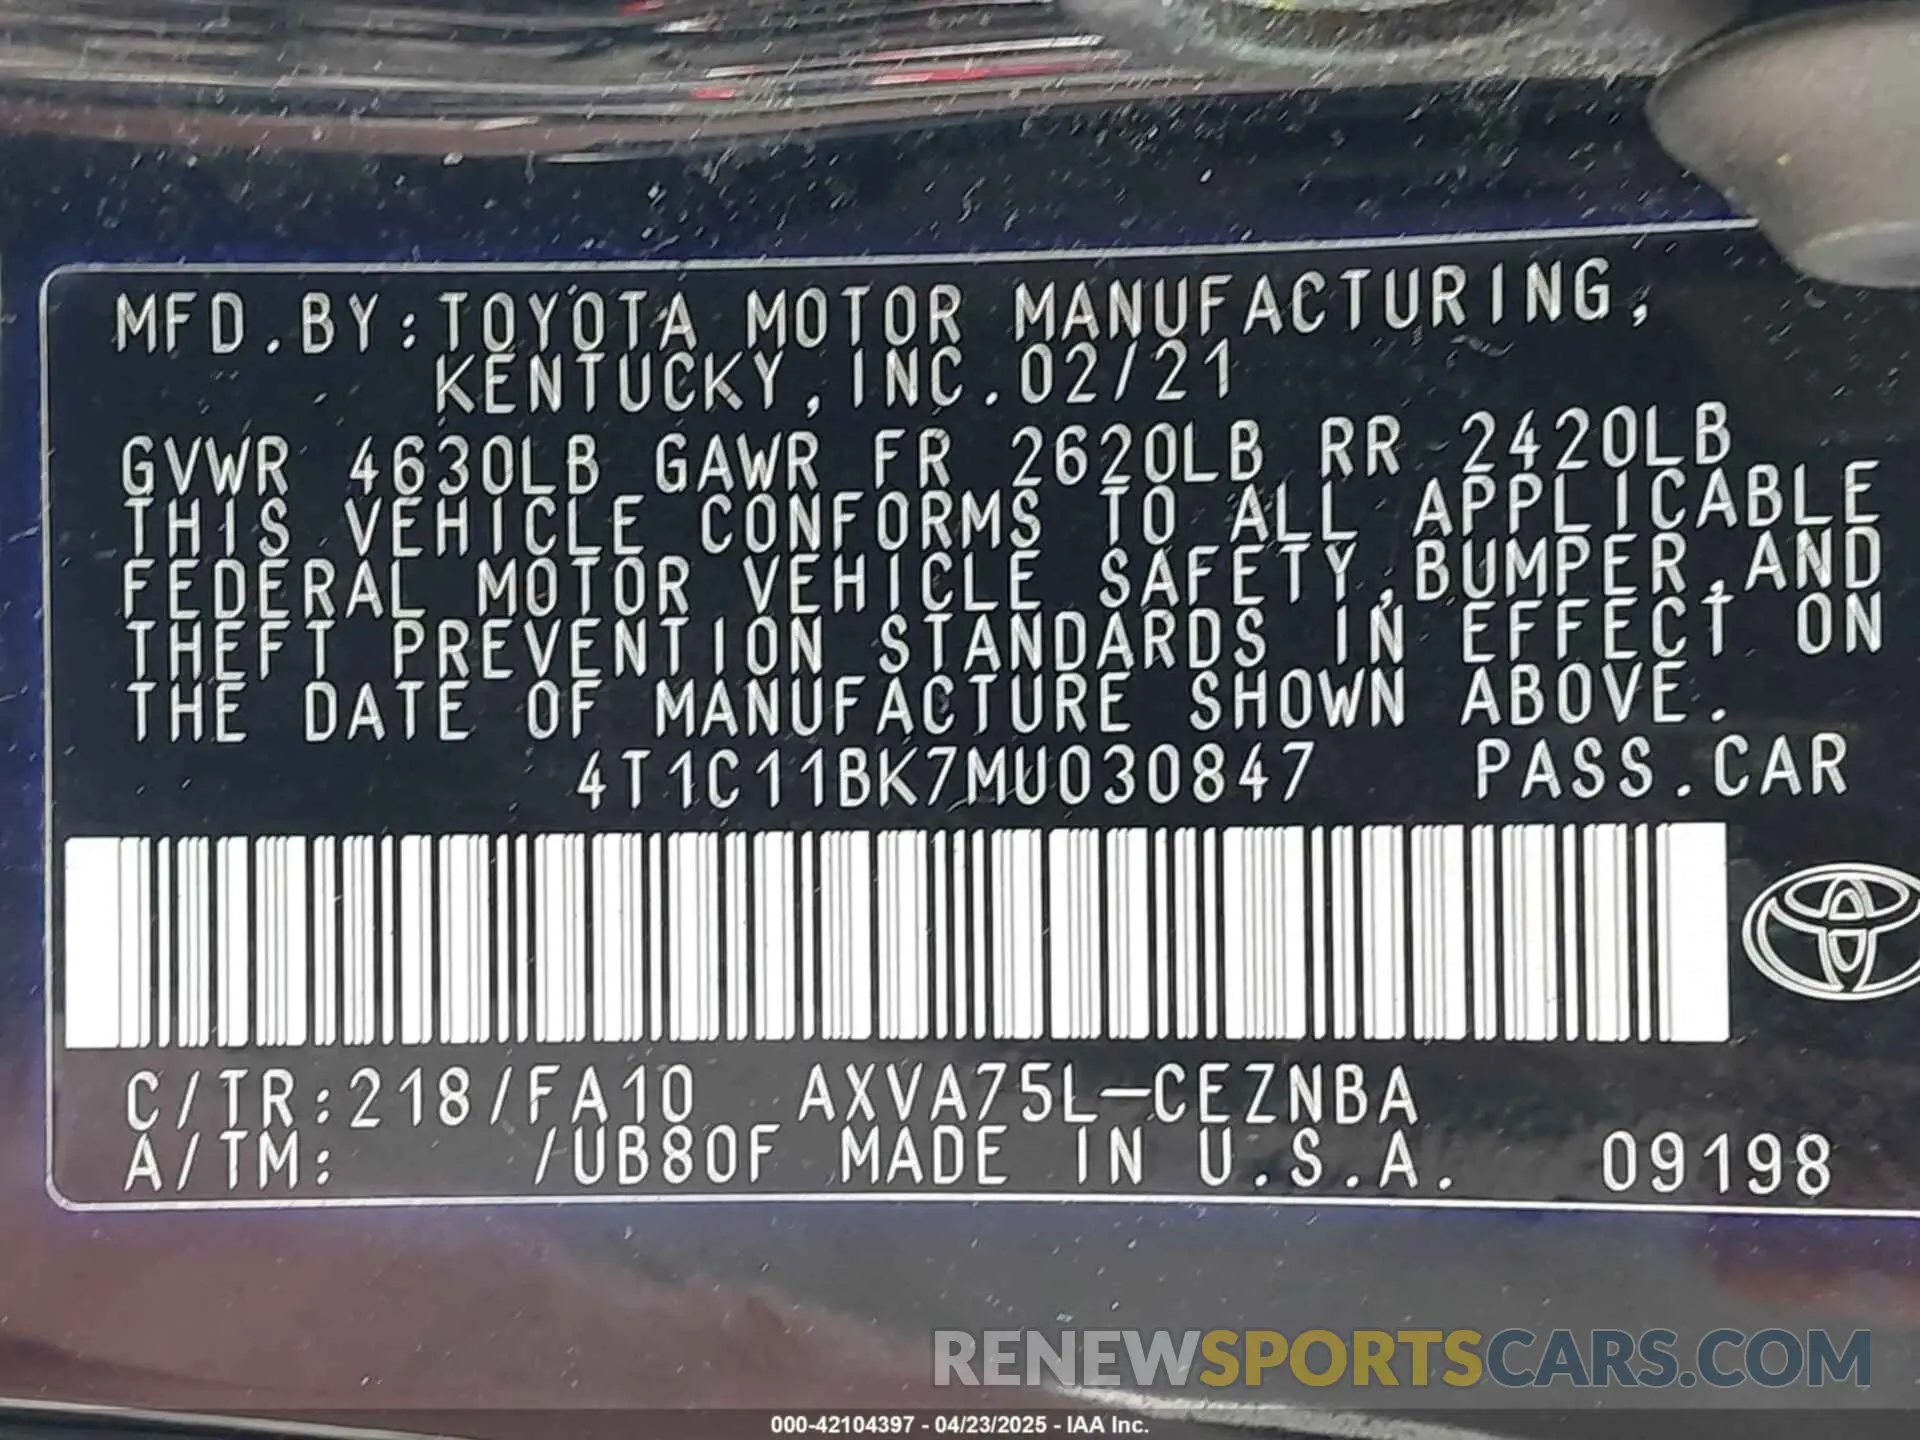 MFD.BY:TOYOTA MOTOR MANUFACTURING,
KENTUCKY,INC.02/21
GVWR 4630LB GAWR FR 2620LB RR 2420LB
THIS VEHICLE CONFORMS TO ALL APPLICABLE
FEDERAL MOTOR VEHICLE SAFETY,BUMPER,AND
THEFT PREVENTION STANDARDS IN EFFECT ON
THE DATE OF MANUFACTURE SHOWN ABOVE.
4T1C11BK7MU030847 PASS.CAR
C/TR:218/FA10 AXVA75L-CEZNBA
A/TM: /UB80F MADE IN U.S.A. 09198
RENEWSPORTSCARS.COM
000-42104397 - 04/23/2025 - IAA Inc.